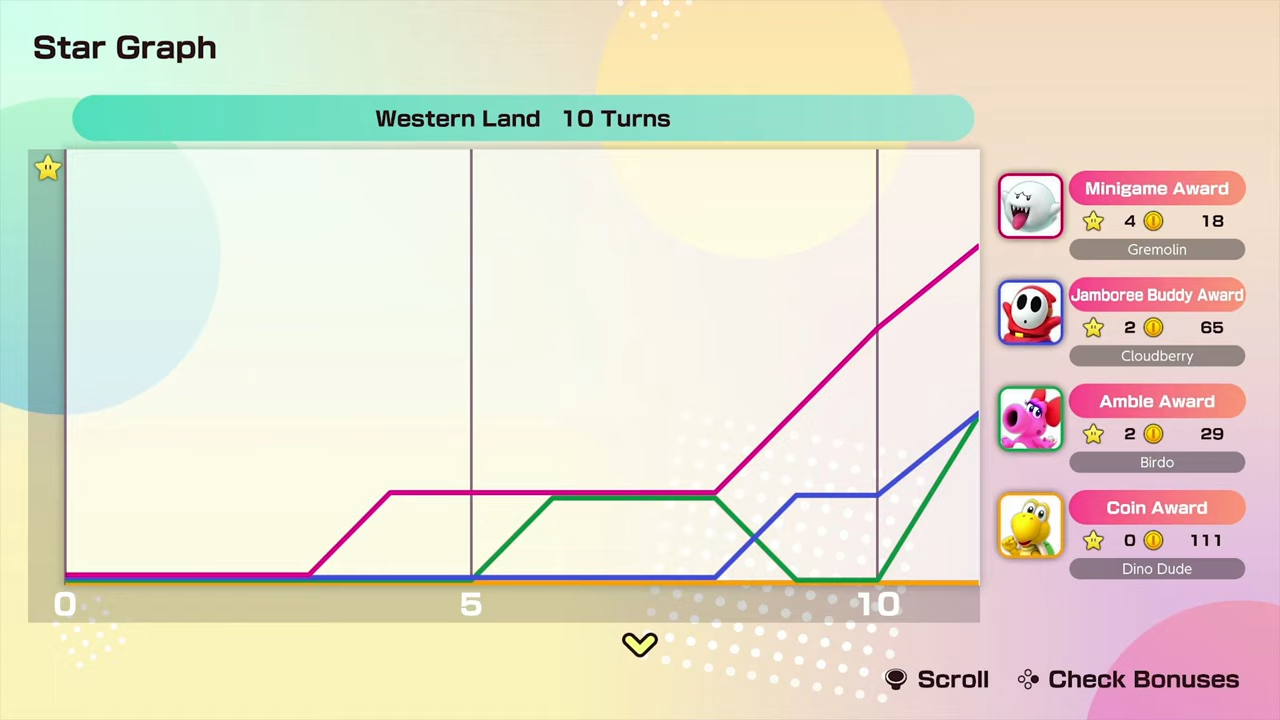 Star Graph
Western Land 10 Turns
0 5 10
Minigame Award
4 18
Gremolin
Jamboree Buddy Award
2 65
Cloudberry
Amble Award
2 29
Birdo
Coin Award
0 111
Dino Dude
Scroll Check Bonuses